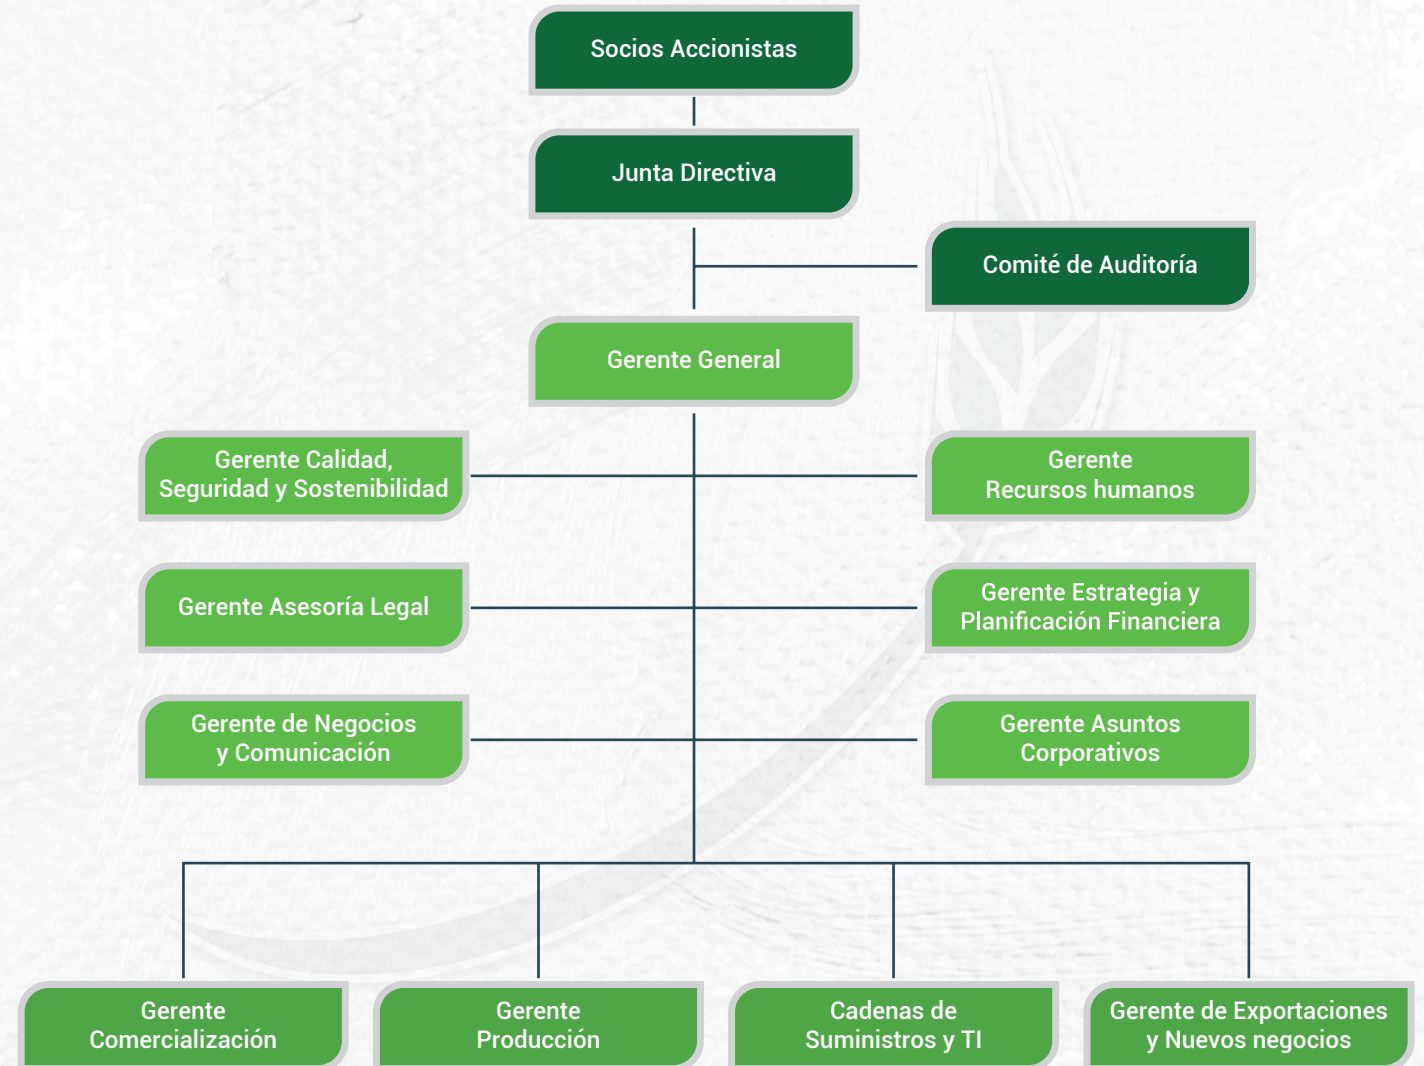 Socios Accionistas
Junta Directiva
Comité de Auditoría
Gerente General
Gerente Calidad,
Seguridad y Sostenibilidad
Gerente
Recursos humanos
Gerente Asesoría Legal
Gerente Estrategia y
Planificación Financiera
Gerente de Negocios
y Comunicación
Gerente Asuntos
Corporativos
Gerente
Comercialización
Gerente
Producción
Cadenas de
Suministros y TI
Gerente de Exportaciones
y Nuevos negocios